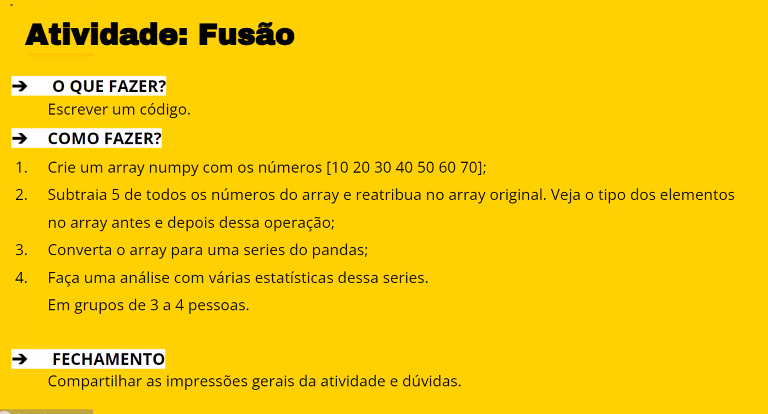 Atividade: Fusão
➔ O QUE FAZER?
Escrever um código.
➔ COMO FAZER?
1. Crie um array numpy com os números [10 20 30 40 50 60 70];
2. Subtraia 5 de todos os números do array e reatribua no array original. Veja o tipo dos elementos
no array antes e depois dessa operação;
3. Converta o array para uma series do pandas;
4. Faça uma análise com várias estatísticas dessa series.
Em grupos de 3 a 4 pessoas.
➔ FECHAMENTO
Compartilhar as impressões gerais da atividade e dúvidas.